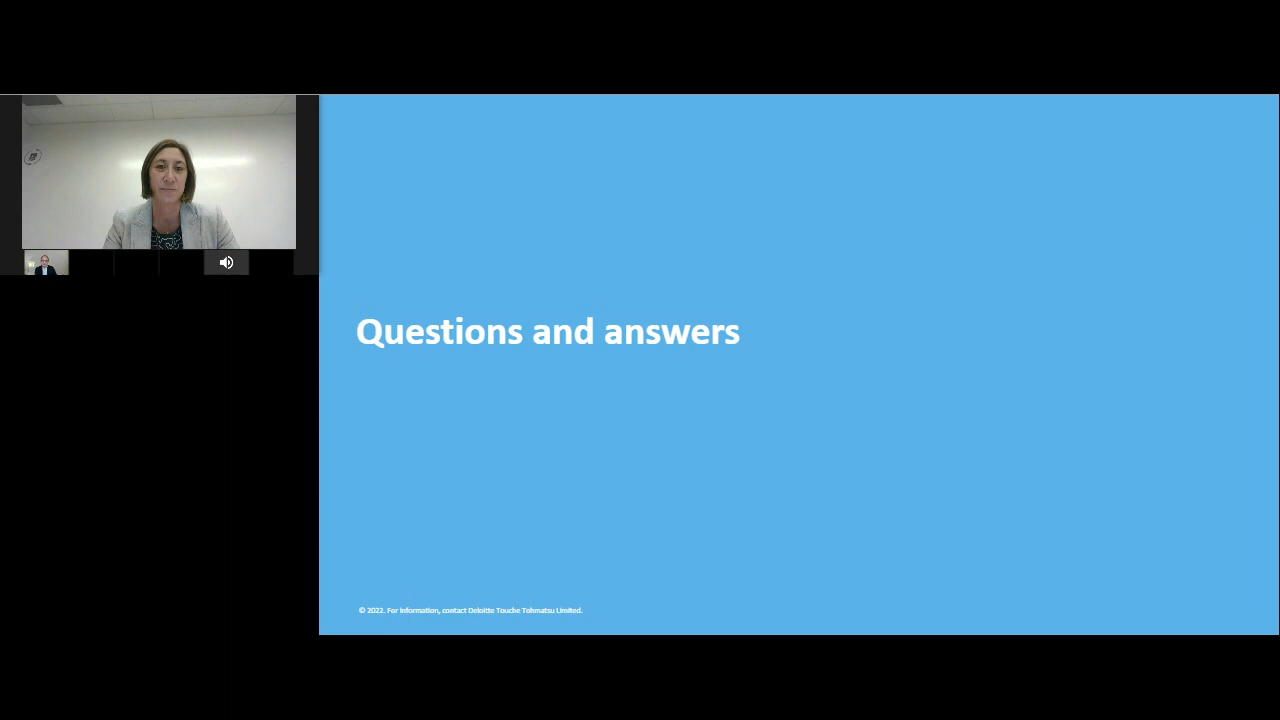 Questions and answers
© 2022. For information, contact Deloitte Touche Tohmatsu Limited.